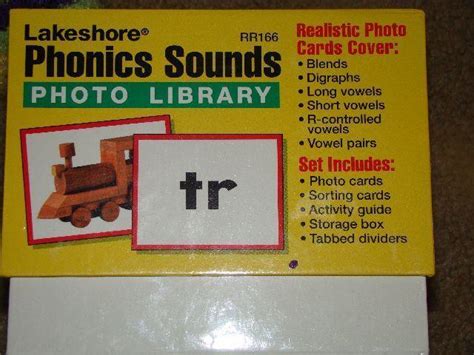 Lakeshore® RR166
Phonics Sounds
PHOTO LIBRARY
tr
Realistic Photo
Cards Cover:
• Blends
• Digraphs
• Long vowels
• Short vowels
• R-controlled
vowels
• Vowel pairs
Set Includes:
• Photo cards
• Sorting cards
• Activity guide
• Storage box
• Tabbed dividers